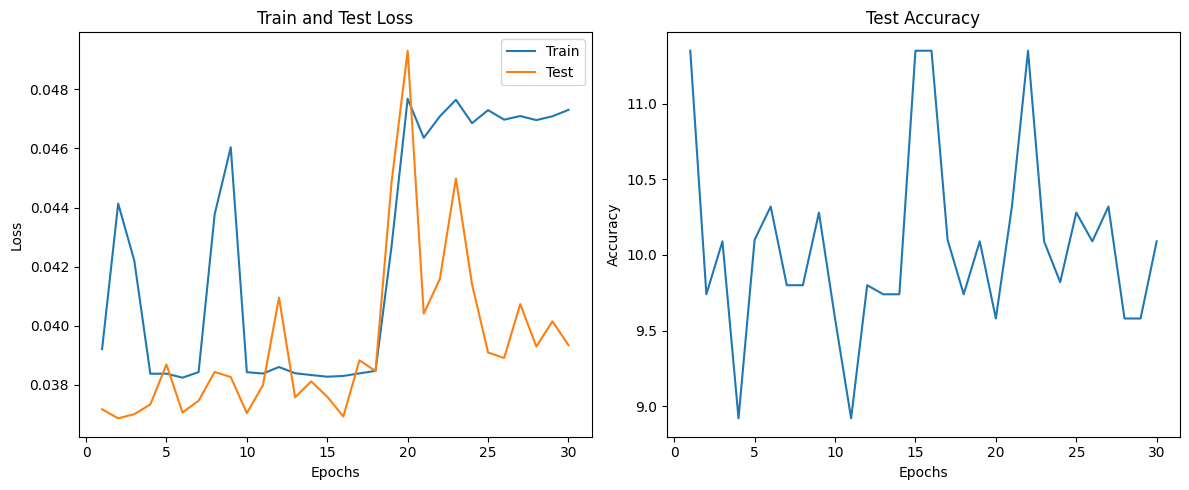 Train and Test Loss
Train
Test
0.048
0.046
0.044
0.042
0.040
0.038
Loss
0 5 10 15 20 25 30
Epochs
Test Accuracy
11.0
10.5
10.0
9.5
9.0
Accuracy
0 5 10 15 20 25 30
Epochs